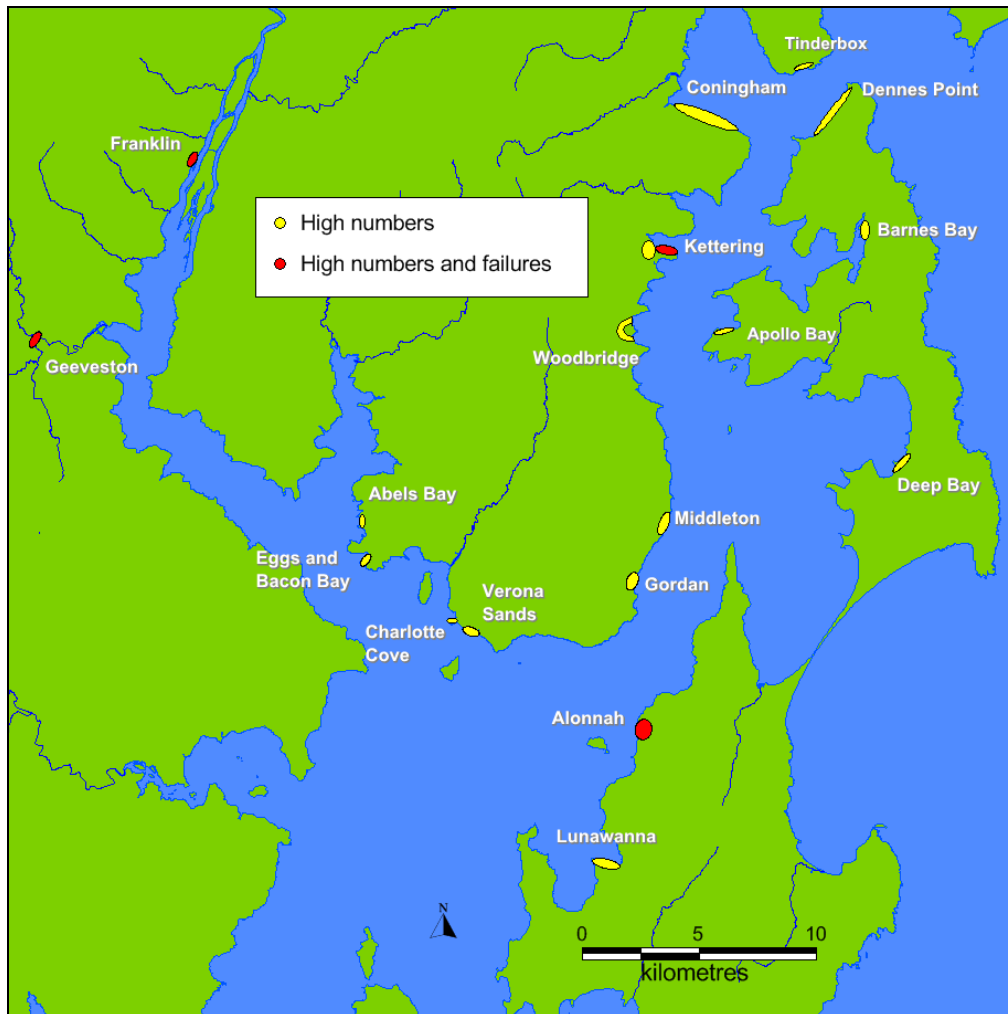 Tinderbox
Coningham
Dennes Point
Franklin
High numbers
High numbers and failures
Barnes Bay
Kettering
Apollo Bay
Woodbridge
Geeveston
Abels Bay
Deep Bay
Middleton
Eggs and
Bacon Bay
Gordan
Verona
Sands
Charlotte
Cove
Alonnah
Lunawanna
N
0 5 10
kilometres